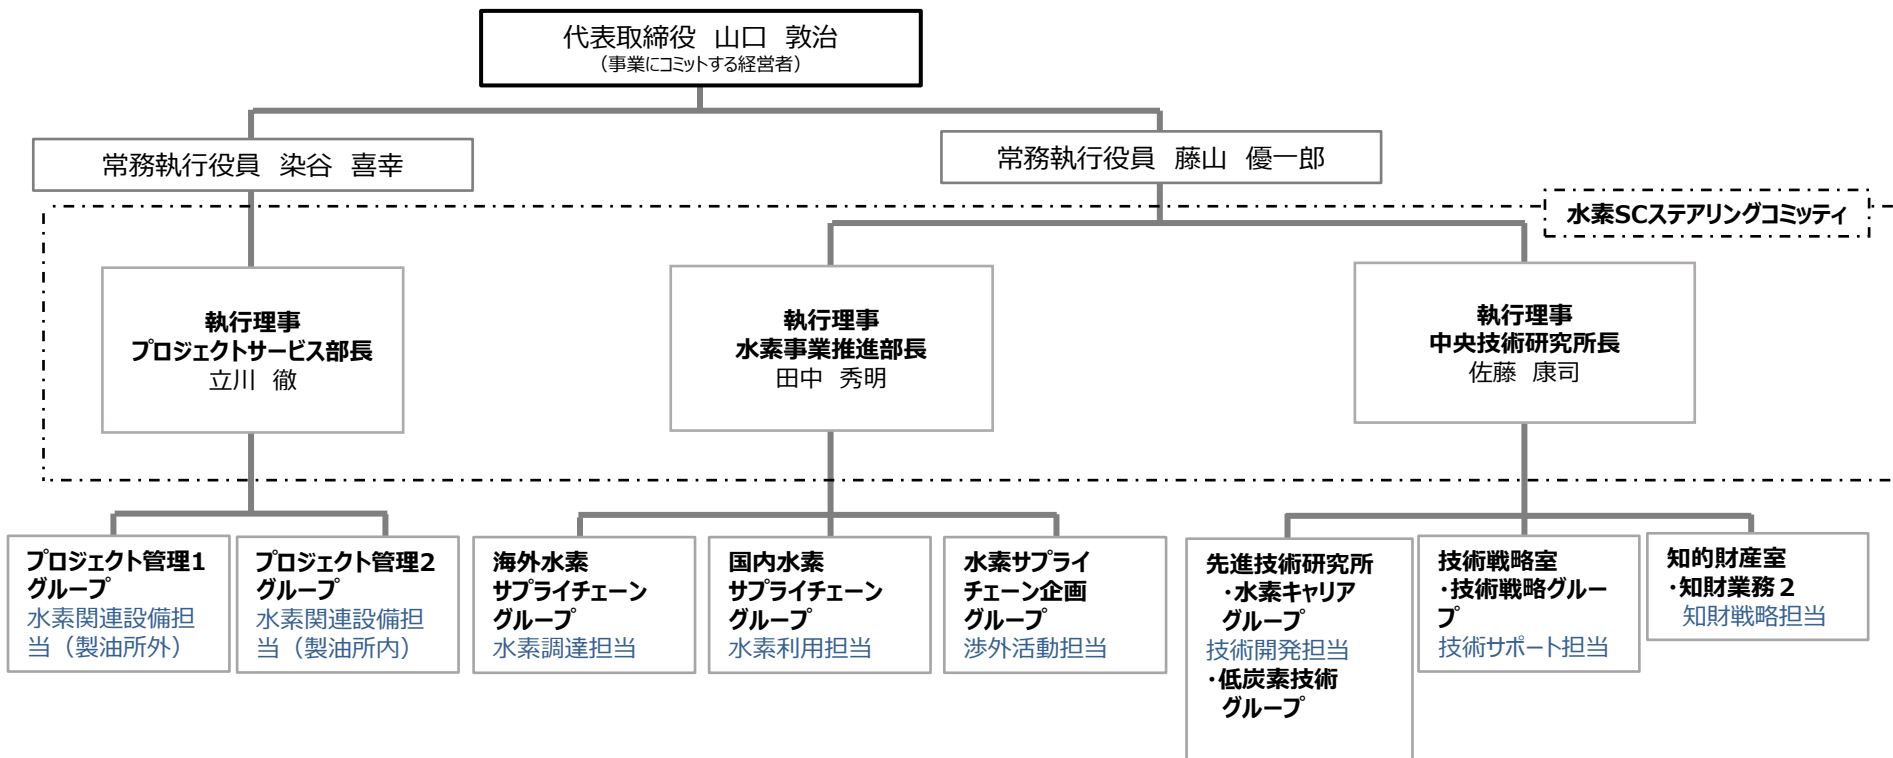 代表取締役　山口　敦治
（事業にコミットする経営者）
常務執行役員　染谷　喜幸
常務執行役員　藤山　優一郎
水素SCステアリングコミッティ
執行理事
プロジェクトサービス部長
立川　徹
執行理事
水素事業推進部長
田中　秀明
執行理事
中央技術研究所長
佐藤　康司
プロジェクト管理1
グループ
水素関連設備担
当（製油所外）
プロジェクト管理2
グループ
水素関連設備担
当（製油所内）
海外水素
サプライチェーン
グループ
水素調達担当
国内水素
サプライチェーン
グループ
水素利用担当
水素サプライ
チェーン企画
グループ
渉外活動担当
先進技術研究所
・水素キャリア
グループ
技術開発担当
・低炭素技術
グループ
技術戦略室
・技術戦略グルー
プ
技術サポート担当
知的財産室
・知財業務２
知財戦略担当